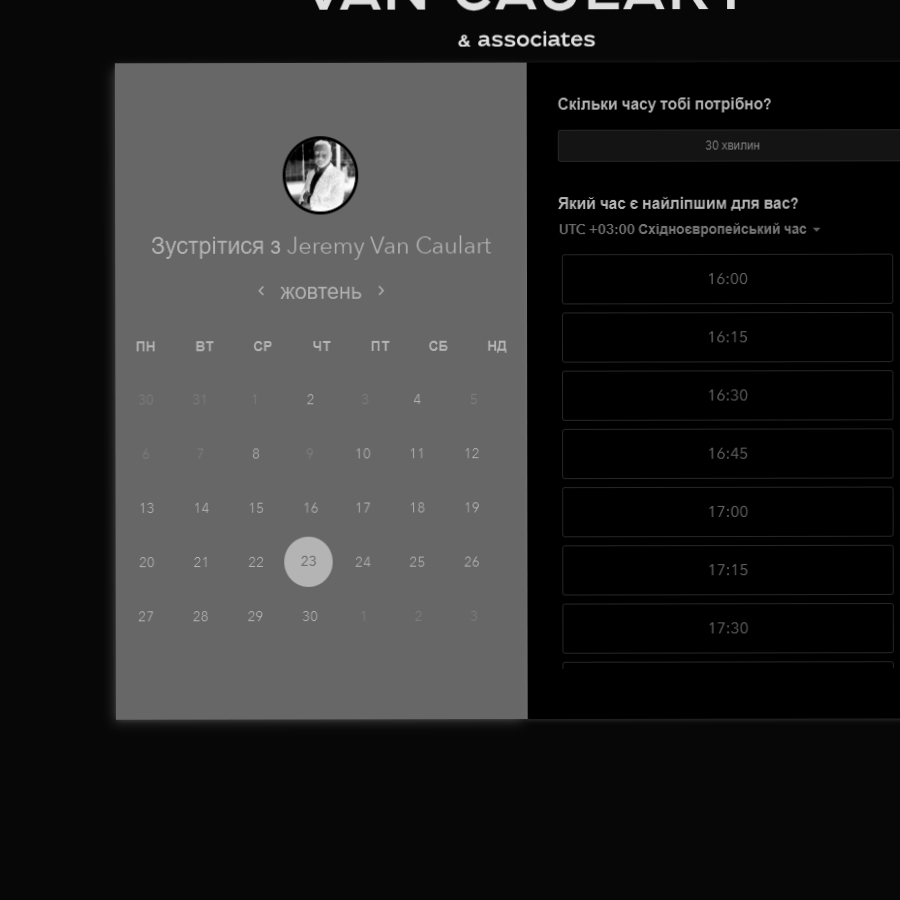 VAN CAULART
& associates
Зустрітися з Jeremy Van Caulart
‹ жовтень ›
ПН ВТ СР ЧТ ПТ СБ НД
30 31 1 2 3 4 5
6 7 8 9 10 11 12
13 14 15 16 17 18 19
20 21 22 23 24 25 26
27 28 29 30 1 2 3
Скільки часу тобі потрібно?
30 хвилин
Який час є найліпшим для вас?
UTC +03:00 Східноєвропейський час
16:00
16:15
16:30
16:45
17:00
17:15
17:30